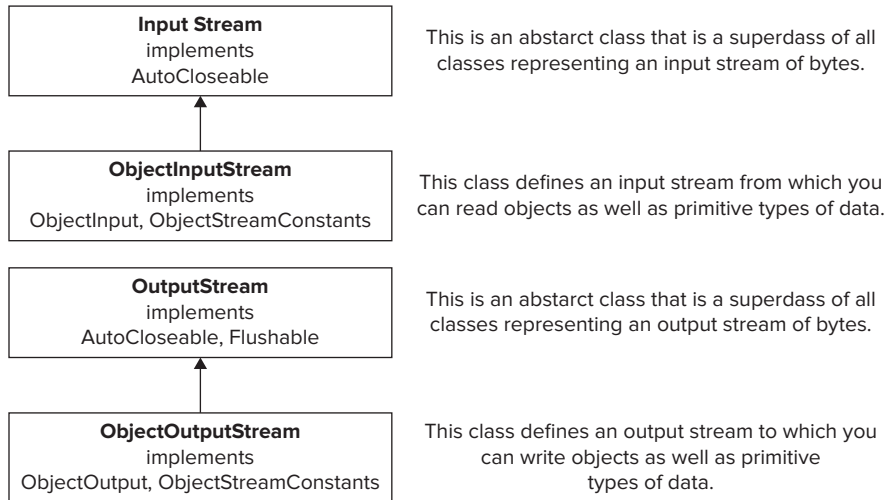 Input Stream
implements
AutoCloseable
This is an abstarct class that is a superdass of all
classes representing an input stream of bytes.
ObjectInputStream
implements
ObjectInput, ObjectStreamConstants
This class defines an input stream from which you
can read objects as well as primitive types of data.
OutputStream
implements
AutoCloseable, Flushable
This is an abstarct class that is a superdass of all
classes representing an output stream of bytes.
ObjectOutputStream
implements
ObjectOutput, ObjectStreamConstants
This class defines an output stream to which you
can write objects as well as primitive
types of data.